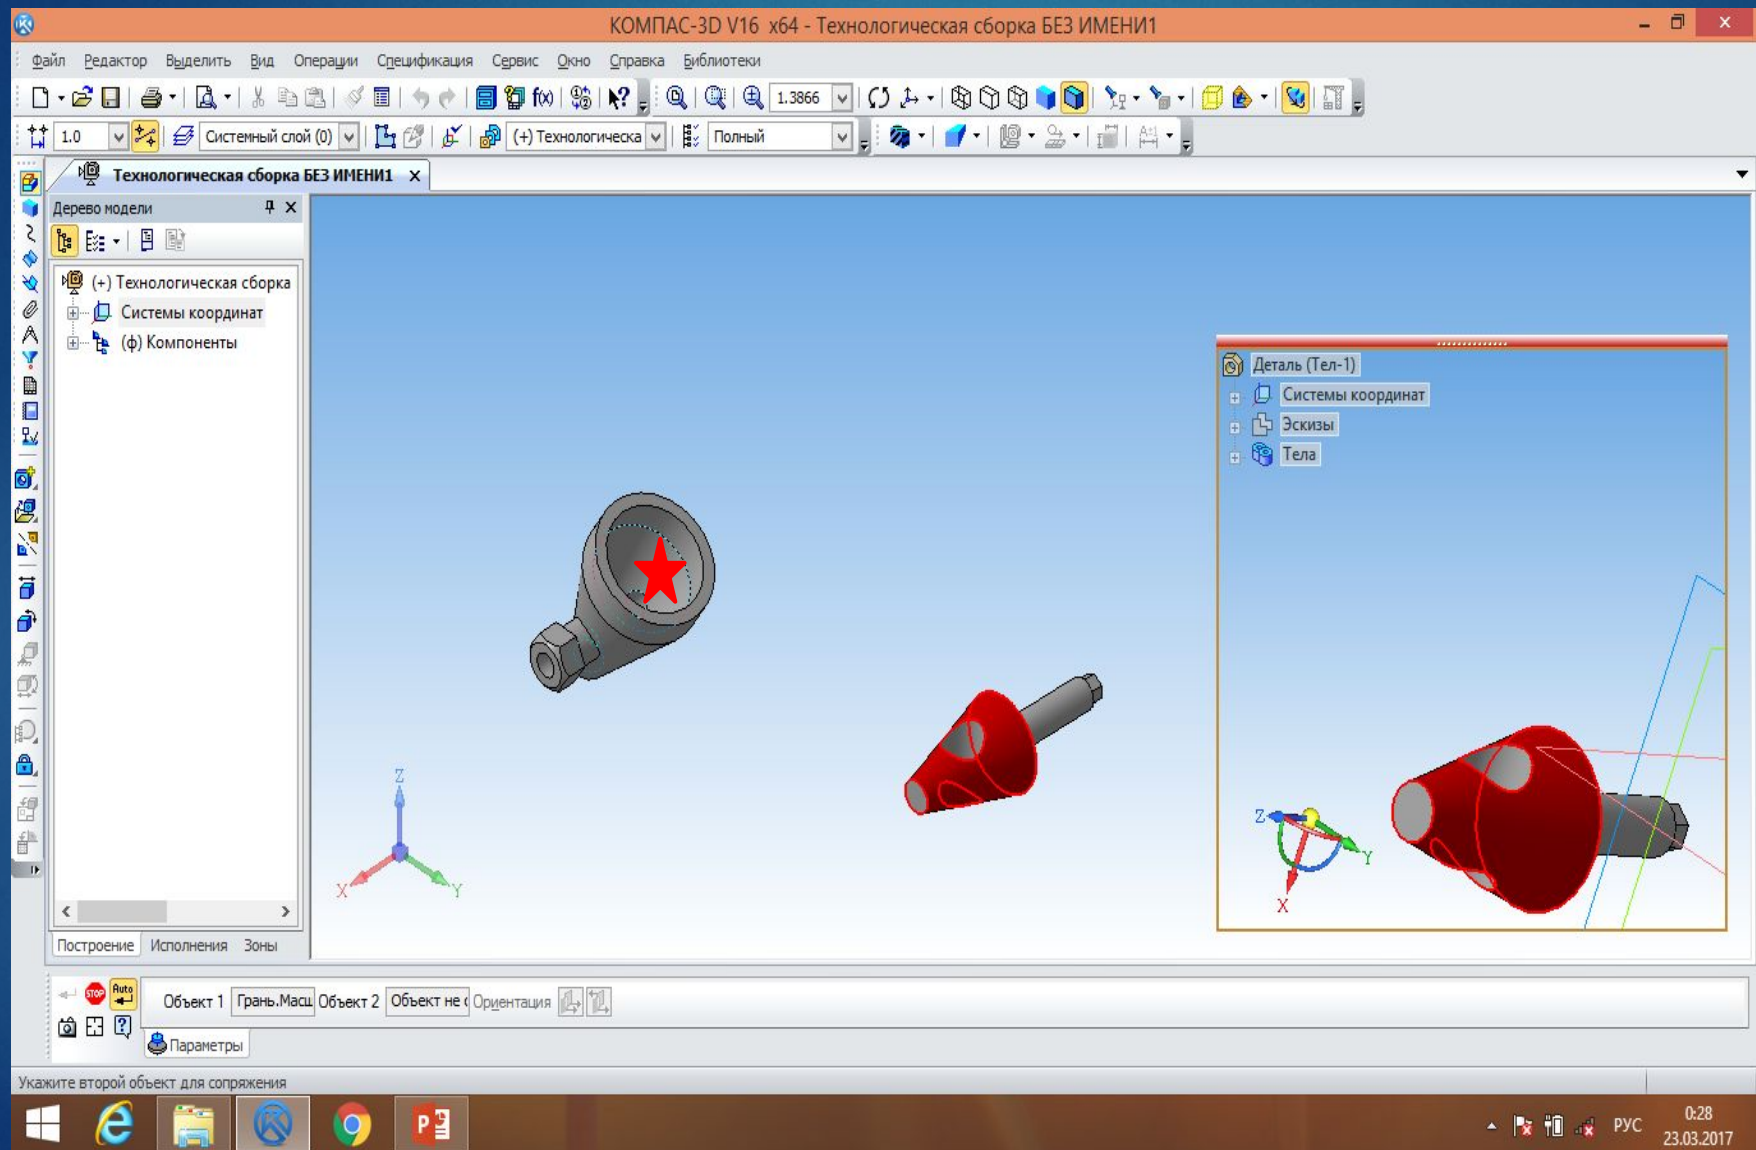 КОМПАС-3D V16 x64 - Технологическая сборка БЕЗ ИМЕНИ1
Файл Редактор Выделить Вид Операции Спецификация Сервис Окно Справка Библиотеки
1.3866
1.0 Системный слой (0) (+) Технологическа Полный
Технологическая сборка БЕЗ ИМЕНИ1
Дерево модели
(+) Технологическая сборка
Системы координат
(ф) Компоненты
Деталь (Тел-1)
Системы координат
Эскизы
Тела
Z
X
Y
Z
Y
X
Построение Исполнения Зоны
STOP Auto
Объект 1 Грань.Масш Объект 2 Объект не Ориентация
Параметры
Укажите второй объект для сопряжения
РУС
0:28
23.03.2017